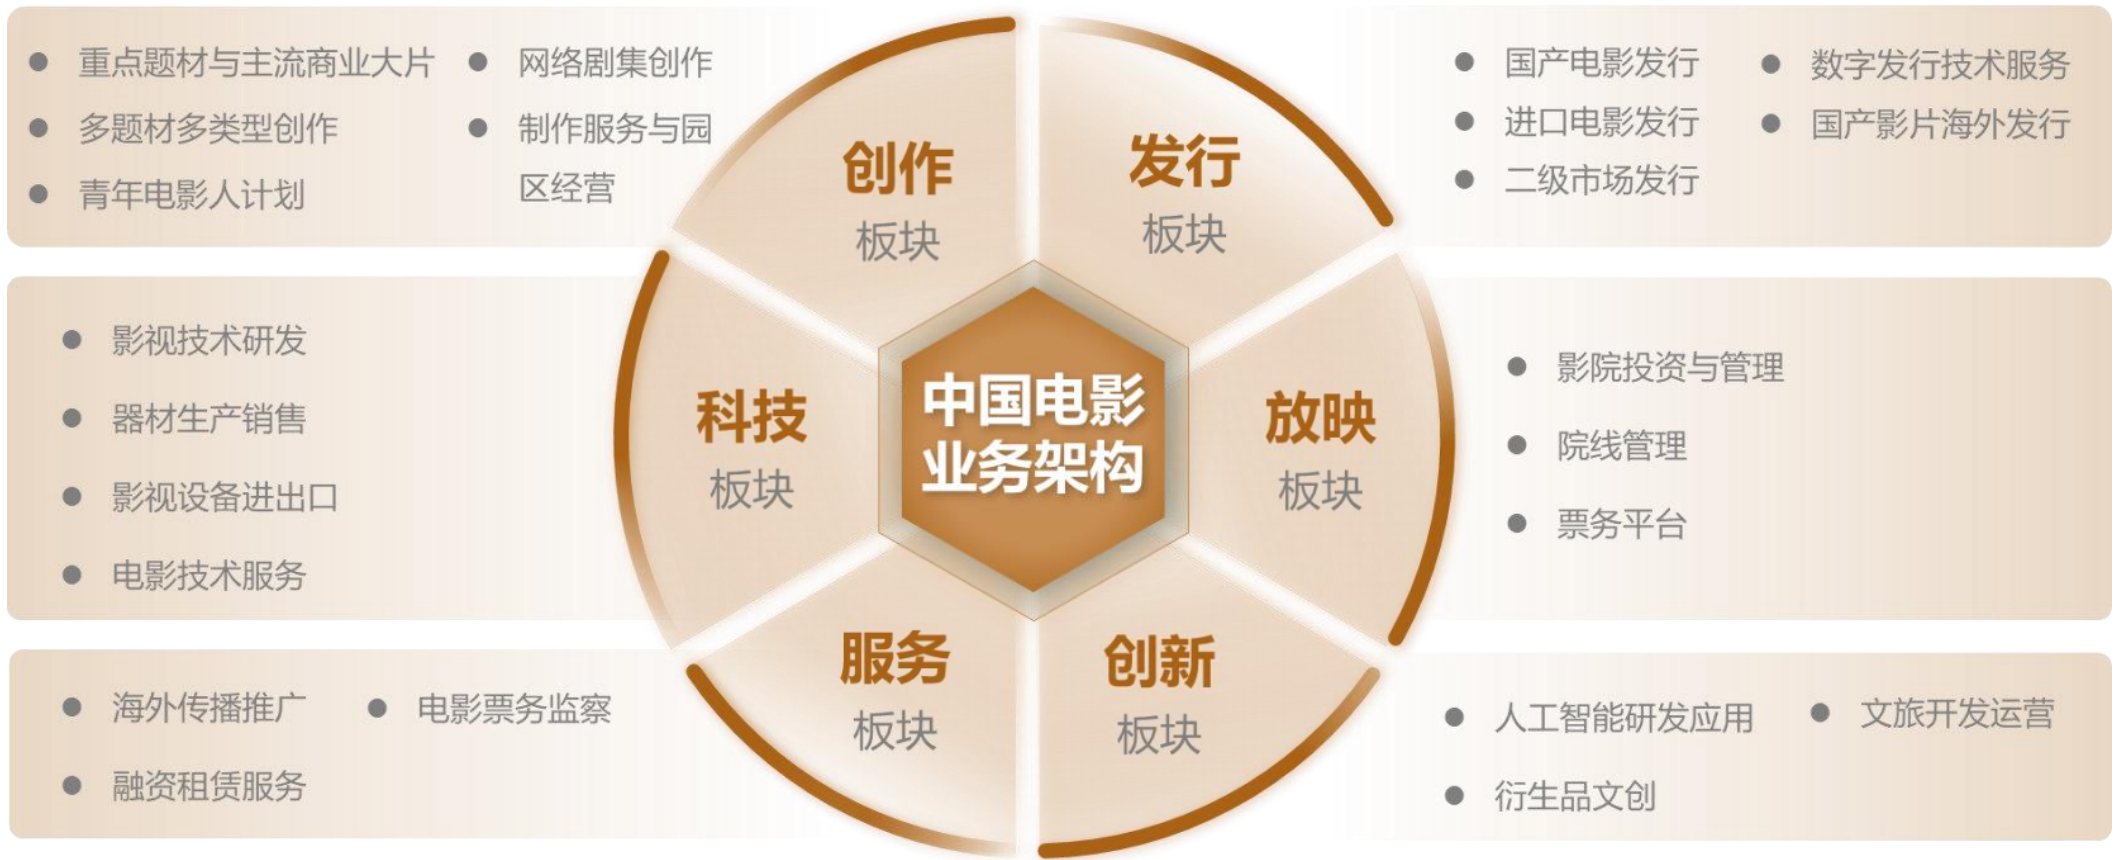 重点题材与主流商业大片
多题材多类型创作
青年电影人计划
网络剧集创作
制作服务与园
区经营
创作
板块
发行
板块
国产电影发行
进口电影发行
二级市场发行
数字发行技术服务
国产影片海外发行
影视技术研发
器材生产销售
影视设备进出口
电影技术服务
科技
板块
中国电影
业务架构
放映
板块
影院投资与管理
院线管理
票务平台
海外传播推广
融资租赁服务
电影票务监察
服务
板块
创新
板块
人工智能研发应用
衍生品文创
文旅开发运营